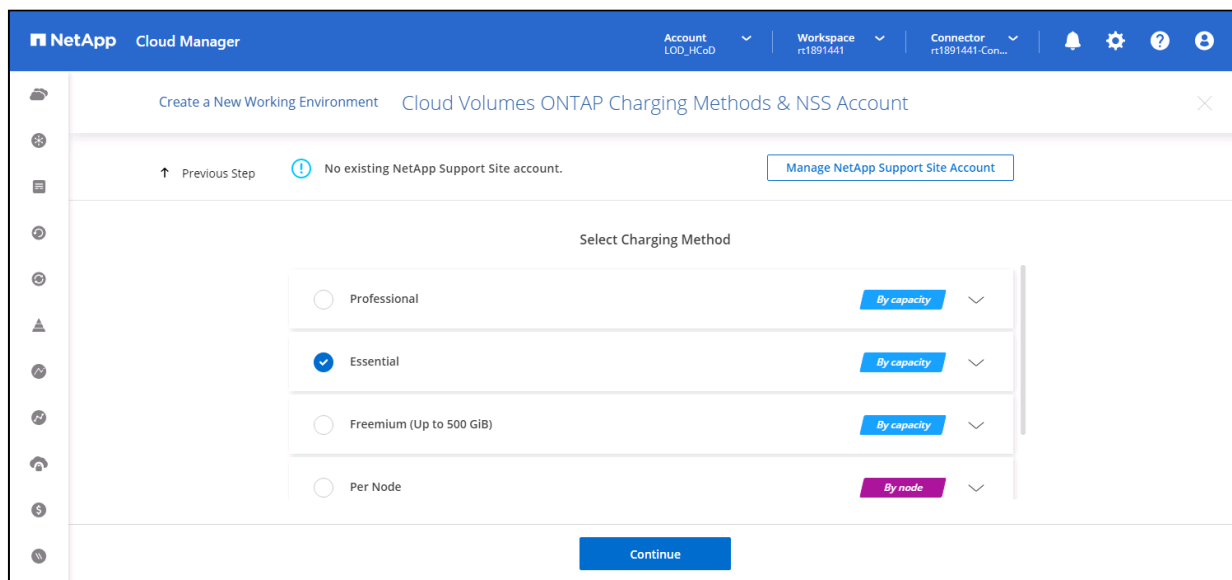 NetApp Cloud Manager
Account
LOD_HCoD
Workspace
rt1891441
Connector
rt1891441-Con...
Create a New Working Environment
Cloud Volumes ONTAP Charging Methods & NSS Account
Previous Step
No existing NetApp Support Site account.
Manage NetApp Support Site Account
Select Charging Method
Professional
By capacity
Essential
By capacity
Freemium (Up to 500 GiB)
By capacity
Per Node
By node
Continue